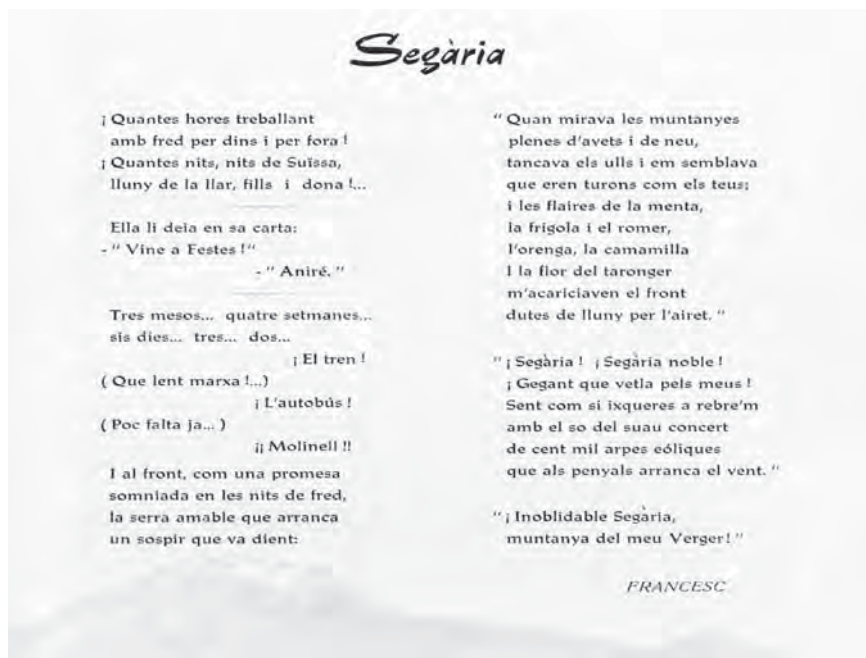 Segària
¡ Quantes hores treballant
amb fred per dins i per fora !
¡ Quantes nits, nits de Suïssa,
lluny de la llar, fills i dona !...
Ella li deia en sa carta:
- " Vine a Festes ! "
- " Aniré. "
Tres mesos... quatre setmanes...
sis dies... tres... dos...
¡ El tren !
( Que lent marxa !...)
¡ L'autobús !
( Poc falta ja... )
¡¡ Molinell !!
I al front, com una promesa
somniada en les nits de fred,
la serra amable que arranca
un sospir que va dient:
" Quan mirava les muntanyes
plenes d'avets i de neu,
tancava els ulls i em semblava
que eren turons com els teus;
i les flaires de la menta,
la frigola i el romer,
l'orenga, la camamilla
I la flor del taronger
m'acariciaven el front
dutes de lluny per l'airet. "
" ¡ Segària ! ¡ Segària noble !
¡ Gegant que vetla pels meus !
Sent com si ixqueres a rebre'm
amb el so del suau concert
de cent mil arpes eóliques
que als penyals arranca el vent. "
" ¡ Inoblidable Segària,
muntanya del meu Verger! "
FRANCESC